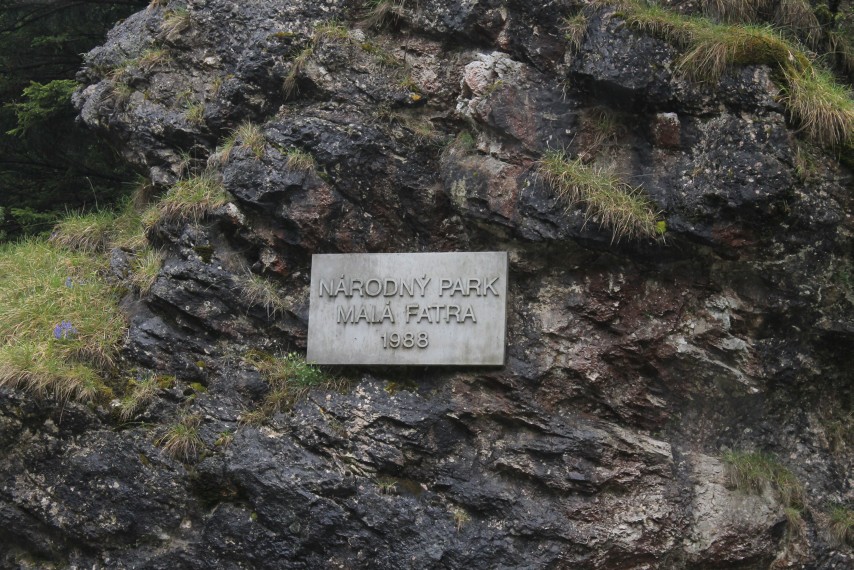 NÁRODNÝ PARK
MALÁ FATRA
1988